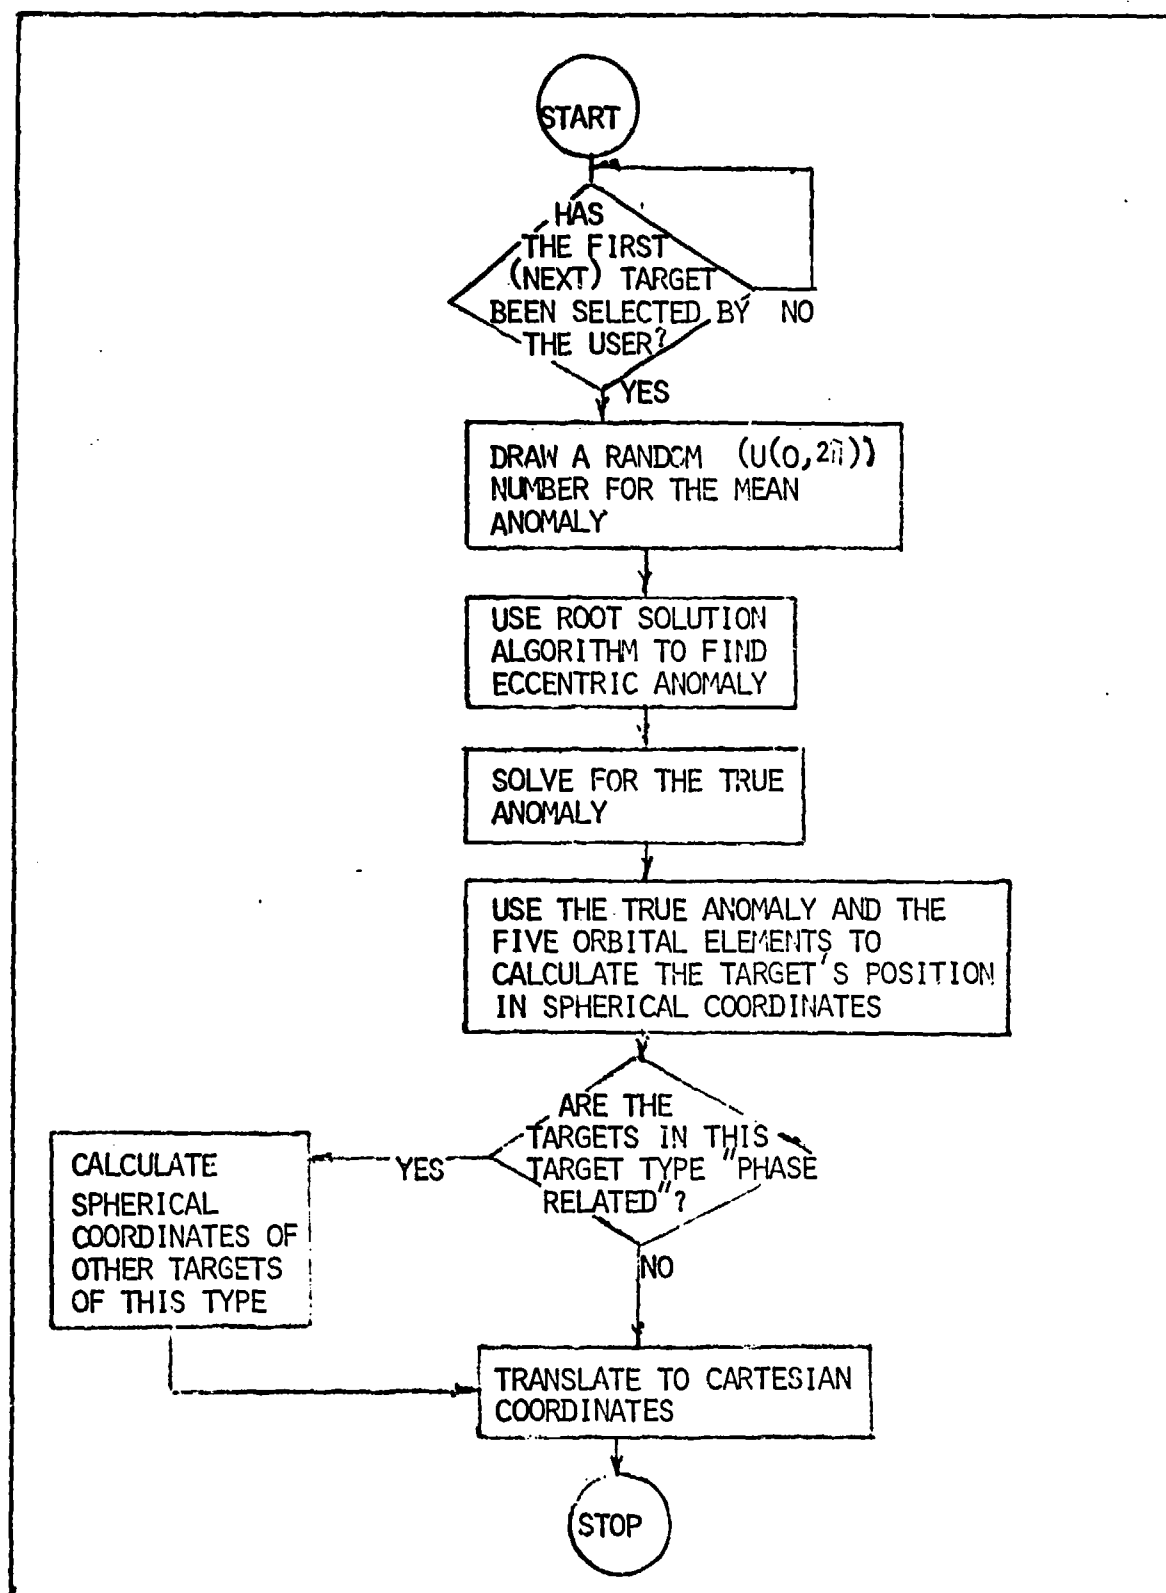 START
HAS
THE FIRST
(NEXT) TARGET
BEEN SELECTED BY NO
THE USER?
YES
DRAW A RANDOM (U(0,2π))
NUMBER FOR THE MEAN
ANOMALY
USE ROOT SOLUTION
ALGORITHM TO FIND
ECCENTRIC ANOMALY
SOLVE FOR THE TRUE
ANOMALY
USE THE TRUE ANOMALY AND THE
FIVE ORBITAL ELEMENTS TO
CALCULATE THE TARGET'S POSITION
IN SPHERICAL COORDINATES
ARE THE
TARGETS IN THIS
TARGET TYPE "PHASE
RELATED"?
YES
CALCULATE
SPHERICAL
COORDINATES OF
OTHER TARGETS
OF THIS TYPE
NO
TRANSLATE TO CARTESIAN
COORDINATES
STOP